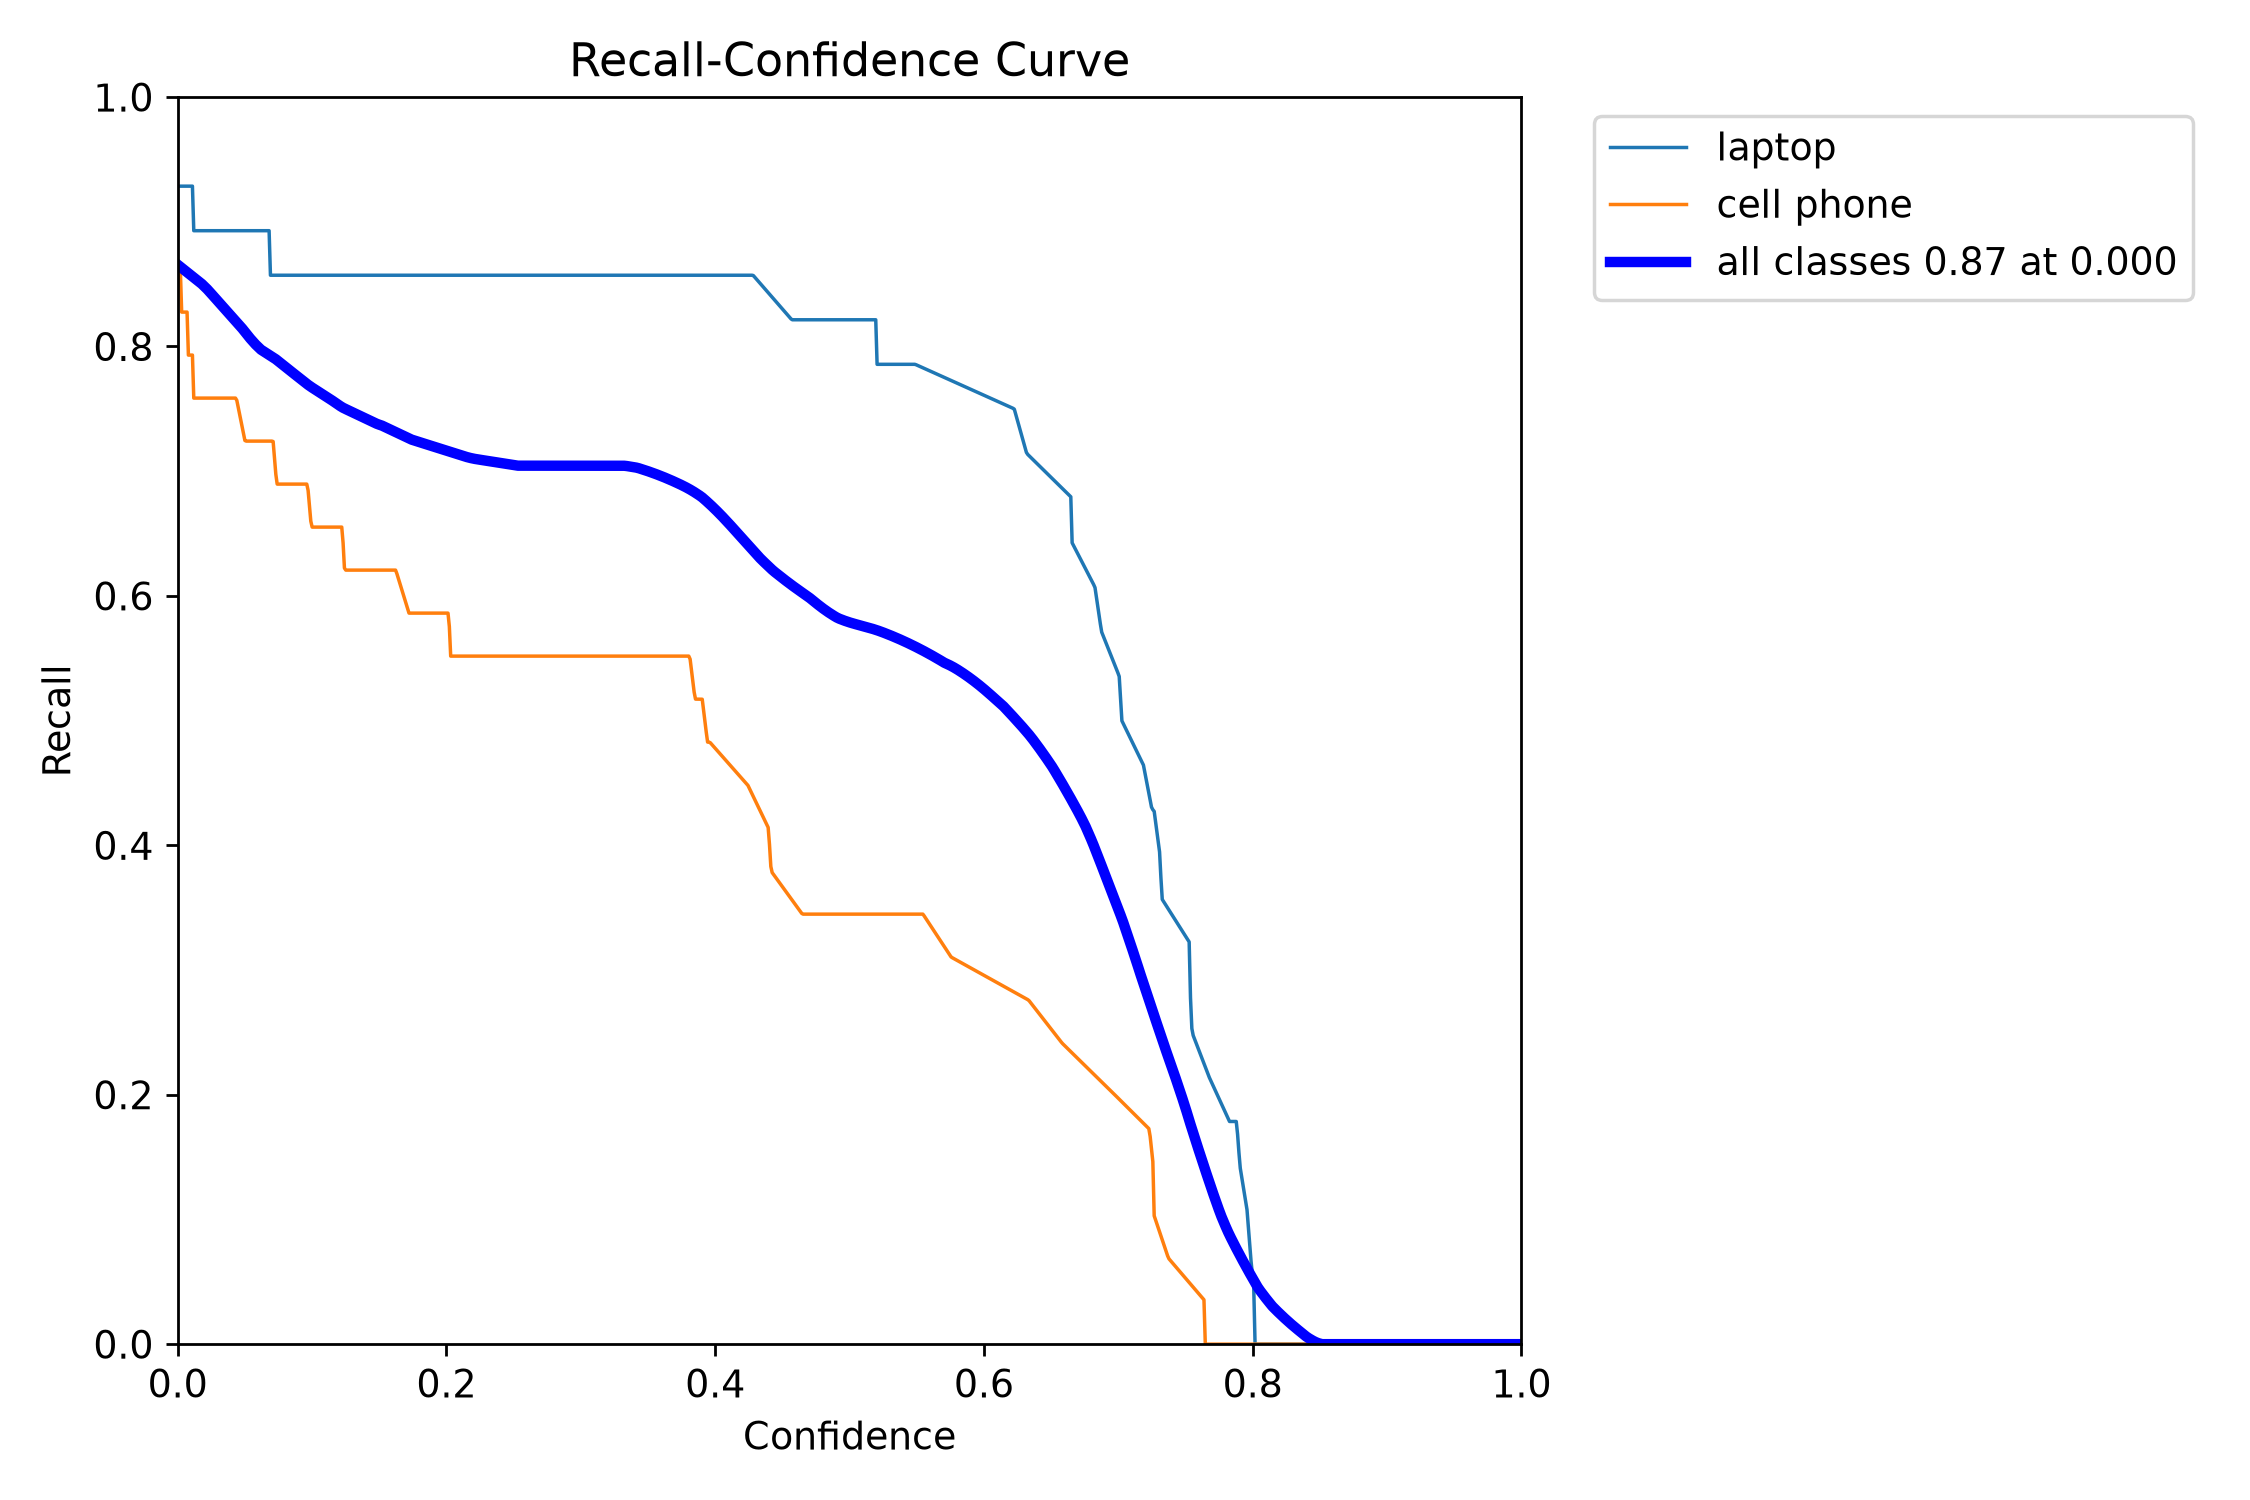 Recall-Confidence Curve
1.0
0.8
0.6
0.4
0.2
0.0
Recall
0.0 0.2 0.4 0.6 0.8 1.0
Confidence
laptop
cell phone
all classes 0.87 at 0.000